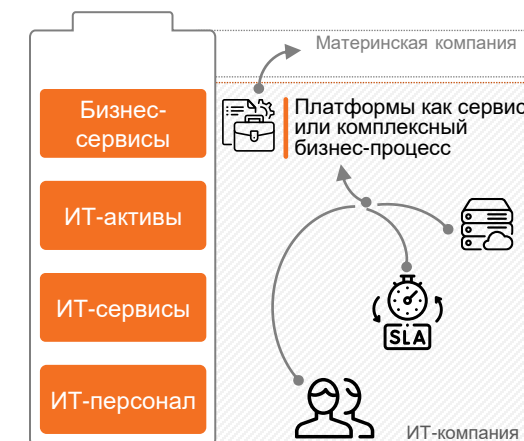 Материнская компания
Бизнес-
сервисы
Платформы как сервис
или комплексный
бизнес-процесс
ИТ-активы
ИТ-сервисы
SLA
ИТ-персонал
ИТ-компания